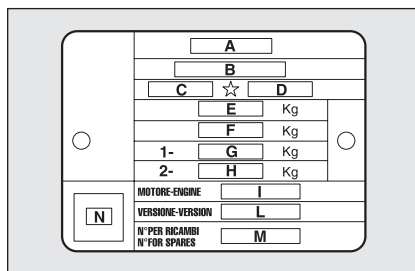 A
B
C ☆ D
E Kg
F Kg
1- G Kg
2- H Kg
MOTORE-ENGINE I
VERSIONE-VERSION L
N
N° PER RICAMBI
N° FOR SPARES M